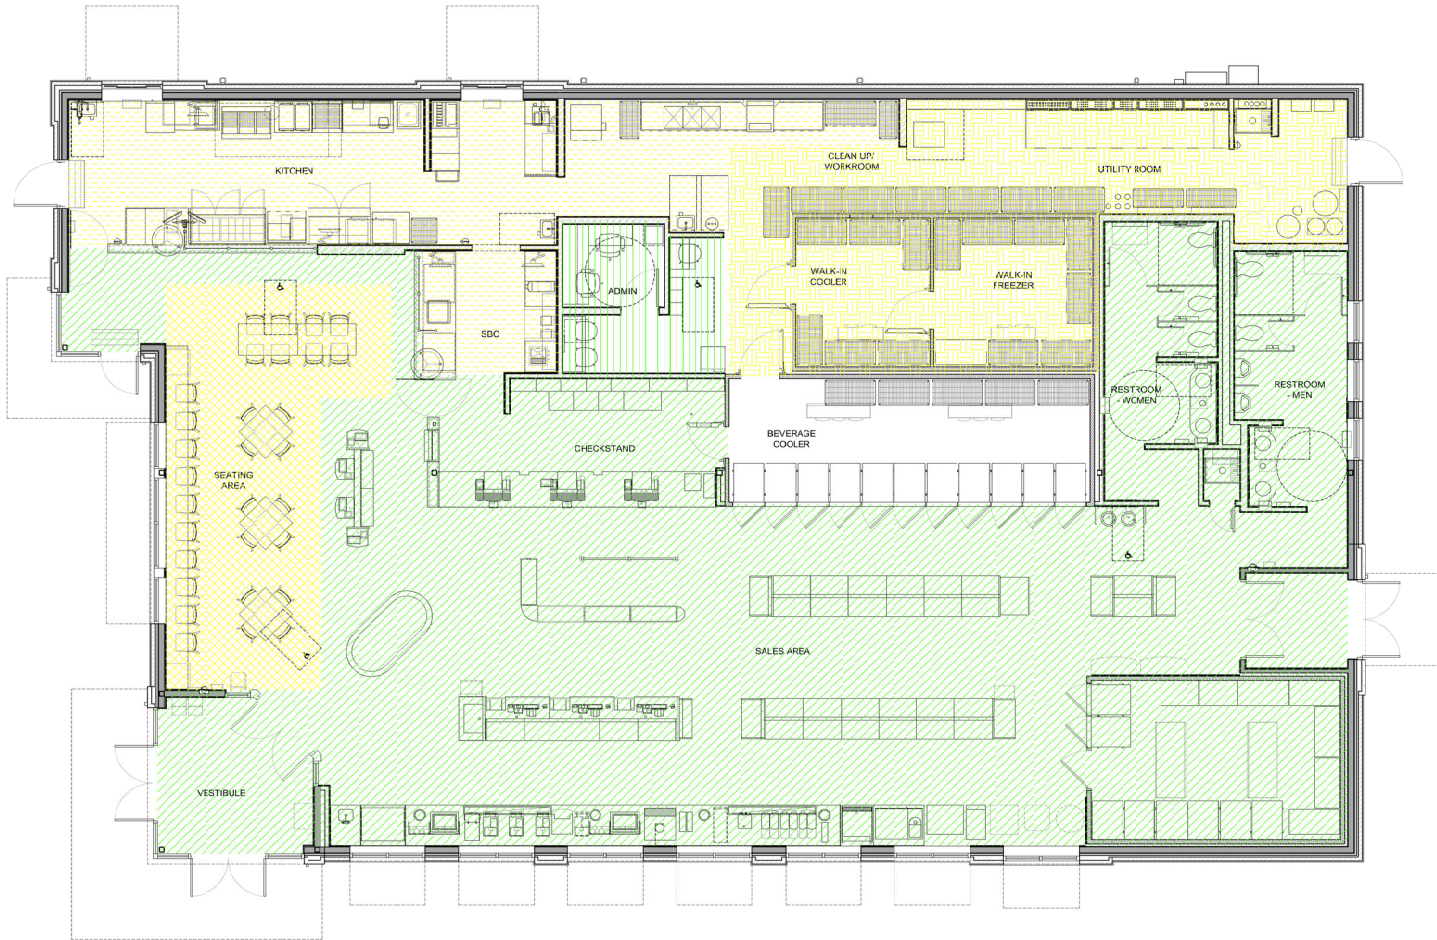 KITCHEN
CLEAN UP/
WORKROOM
UTILITY ROOM
WALK-IN
COOLER
WALK-IN
FREEZER
ADMIN
SBC
RESTROOM
- WOMEN
RESTROOM
- MEN
BEVERAGE
COOLER
CHECKSTAND
SEATING
AREA
SALES AREA
VESTIBULE